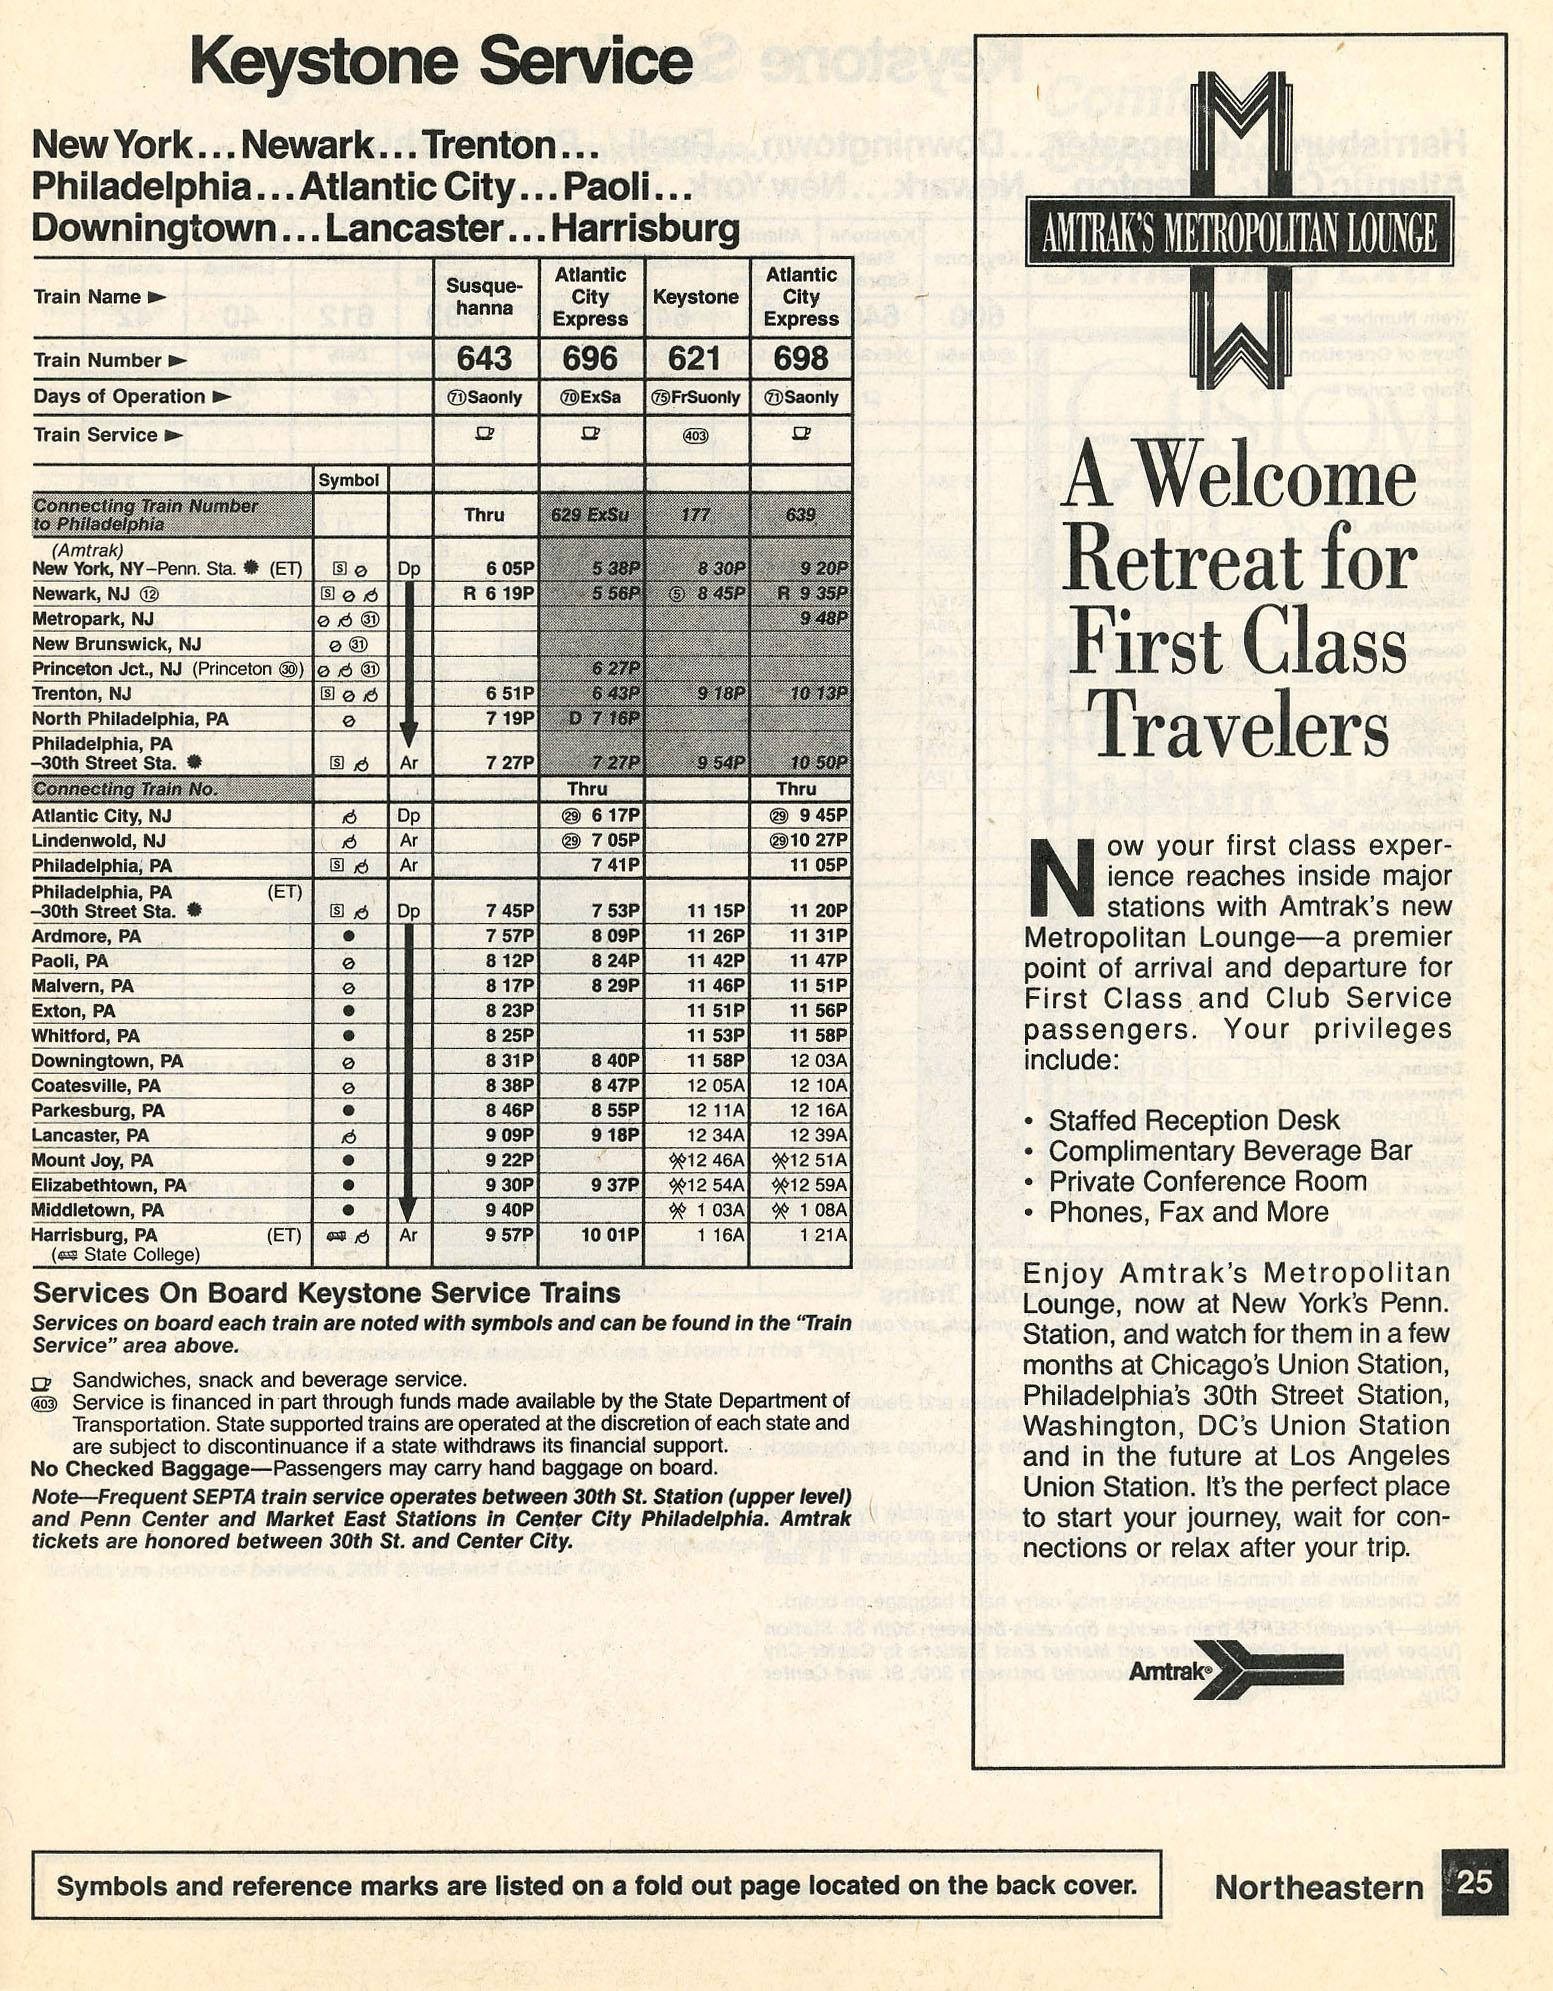 Keystone Service
New York... Newark... Trenton...
Philadelphia... Atlantic City... Paoli...
Downingtown... Lancaster... Harrisburg
Train Name ► Susque-hanna Atlantic City Express Keystone Atlantic City Express
Train Number ► 643 696 621 698
Days of Operation ► 71 Saonly 70 ExSa 75 FrSuonly 71 Saonly
Train Service ► 403
Symbol
Connecting Train Number to Philadelphia Thru 629 ExSu 177 639
(Amtrak)
New York, NY–Penn. Sta. ✹ (ET) S ⊘ Dp 6 05P 5 38P 8 30P 9 20P
Newark, NJ ⑫ S ⊘ R 6 19P 5 56P ⑤ 8 45P R 9 35P
Metropark, NJ ⊘ ㉛ 9 48P
New Brunswick, NJ ⊘ ㉛
Princeton Jct., NJ (Princeton ㉚) ⊘ ㉛ 6 27P
Trenton, NJ S ⊘ 6 51P 6 43P 9 18P 10 13P
North Philadelphia, PA ⊘ 7 19P D 7 16P
Philadelphia, PA
–30th Street Sta. ✹ S Ar 7 27P 7 27P 9 54P 10 50P
Connecting Train No. Thru Thru
Atlantic City, NJ Dp ㉙ 6 17P ㉙ 9 45P
Lindenwold, NJ Ar ㉙ 7 05P ㉙ 10 27P
Philadelphia, PA S Ar 7 41P 11 05P
Philadelphia, PA (ET)
–30th Street Sta. ✹ S Dp 7 45P 7 53P 11 15P 11 20P
Ardmore, PA ● 7 57P 8 09P 11 26P 11 31P
Paoli, PA ⊘ 8 12P 8 24P 11 42P 11 47P
Malvern, PA ⊘ 8 17P 8 29P 11 46P 11 51P
Exton, PA ● 8 23P 11 51P 11 56P
Whitford, PA ● 8 25P 11 53P 11 58P
Downingtown, PA ⊘ 8 31P 8 40P 11 58P 12 03A
Coatesville, PA ⊘ 8 38P 8 47P 12 05A 12 10A
Parkesburg, PA ● 8 46P 8 55P 12 11A 12 16A
Lancaster, PA 9 09P 9 18P 12 34A 12 39A
Mount Joy, PA ● 9 22P 12 46A 12 51A
Elizabethtown, PA ● 9 30P 9 37P 12 54A 12 59A
Middletown, PA ● 9 40P 1 03A 1 08A
Harrisburg, PA (ET) Ar 9 57P 10 01P 1 16A 1 21A
(State College)
Services On Board Keystone Service Trains
Services on board each train are noted with symbols and can be found in the “Train
Service” area above.
Sandwiches, snack and beverage service.
403 Service is financed in part through funds made available by the State Department of
Transportation. State supported trains are operated at the discretion of each state and
are subject to discontinuance if a state withdraws its financial support.
No Checked Baggage—Passengers may carry hand baggage on board.
Note—Frequent SEPTA train service operates between 30th St. Station (upper level)
and Penn Center and Market East Stations in Center City Philadelphia. Amtrak
tickets are honored between 30th St. and Center City.
AMTRAK'S METROPOLITAN LOUNGE
A Welcome
Retreat for
First Class
Travelers
Now your first class exper-
ience reaches inside major
stations with Amtrak's new
Metropolitan Lounge—a premier
point of arrival and departure for
First Class and Club Service
passengers. Your privileges
include:
• Staffed Reception Desk
• Complimentary Beverage Bar
• Private Conference Room
• Phones, Fax and More
Enjoy Amtrak's Metropolitan
Lounge, now at New York's Penn.
Station, and watch for them in a few
months at Chicago's Union Station,
Philadelphia's 30th Street Station,
Washington, DC's Union Station
and in the future at Los Angeles
Union Station. It's the perfect place
to start your journey, wait for con-
nections or relax after your trip.
Amtrak®
Symbols and reference marks are listed on a fold out page located on the back cover.
Northeastern 25